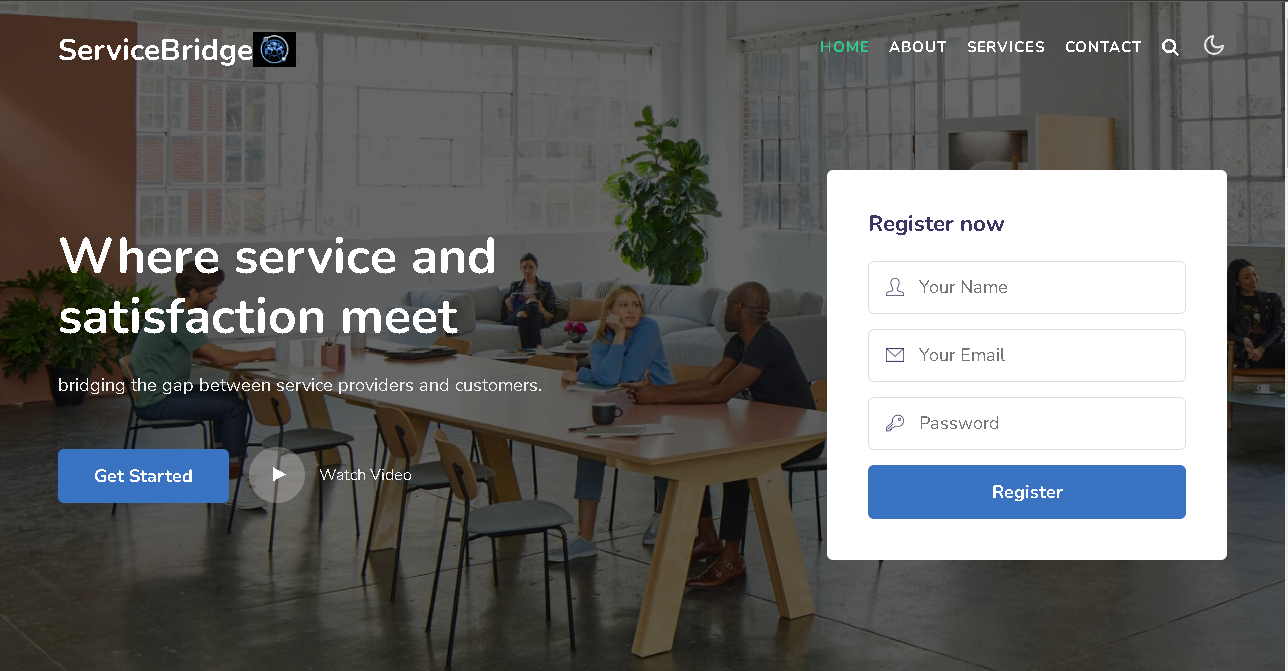 ServiceBridge
HOME ABOUT SERVICES CONTACT
Where service and
satisfaction meet
bridging the gap between service providers and customers.
Get Started
Watch Video
Register now
Your Name
Your Email
Password
Register